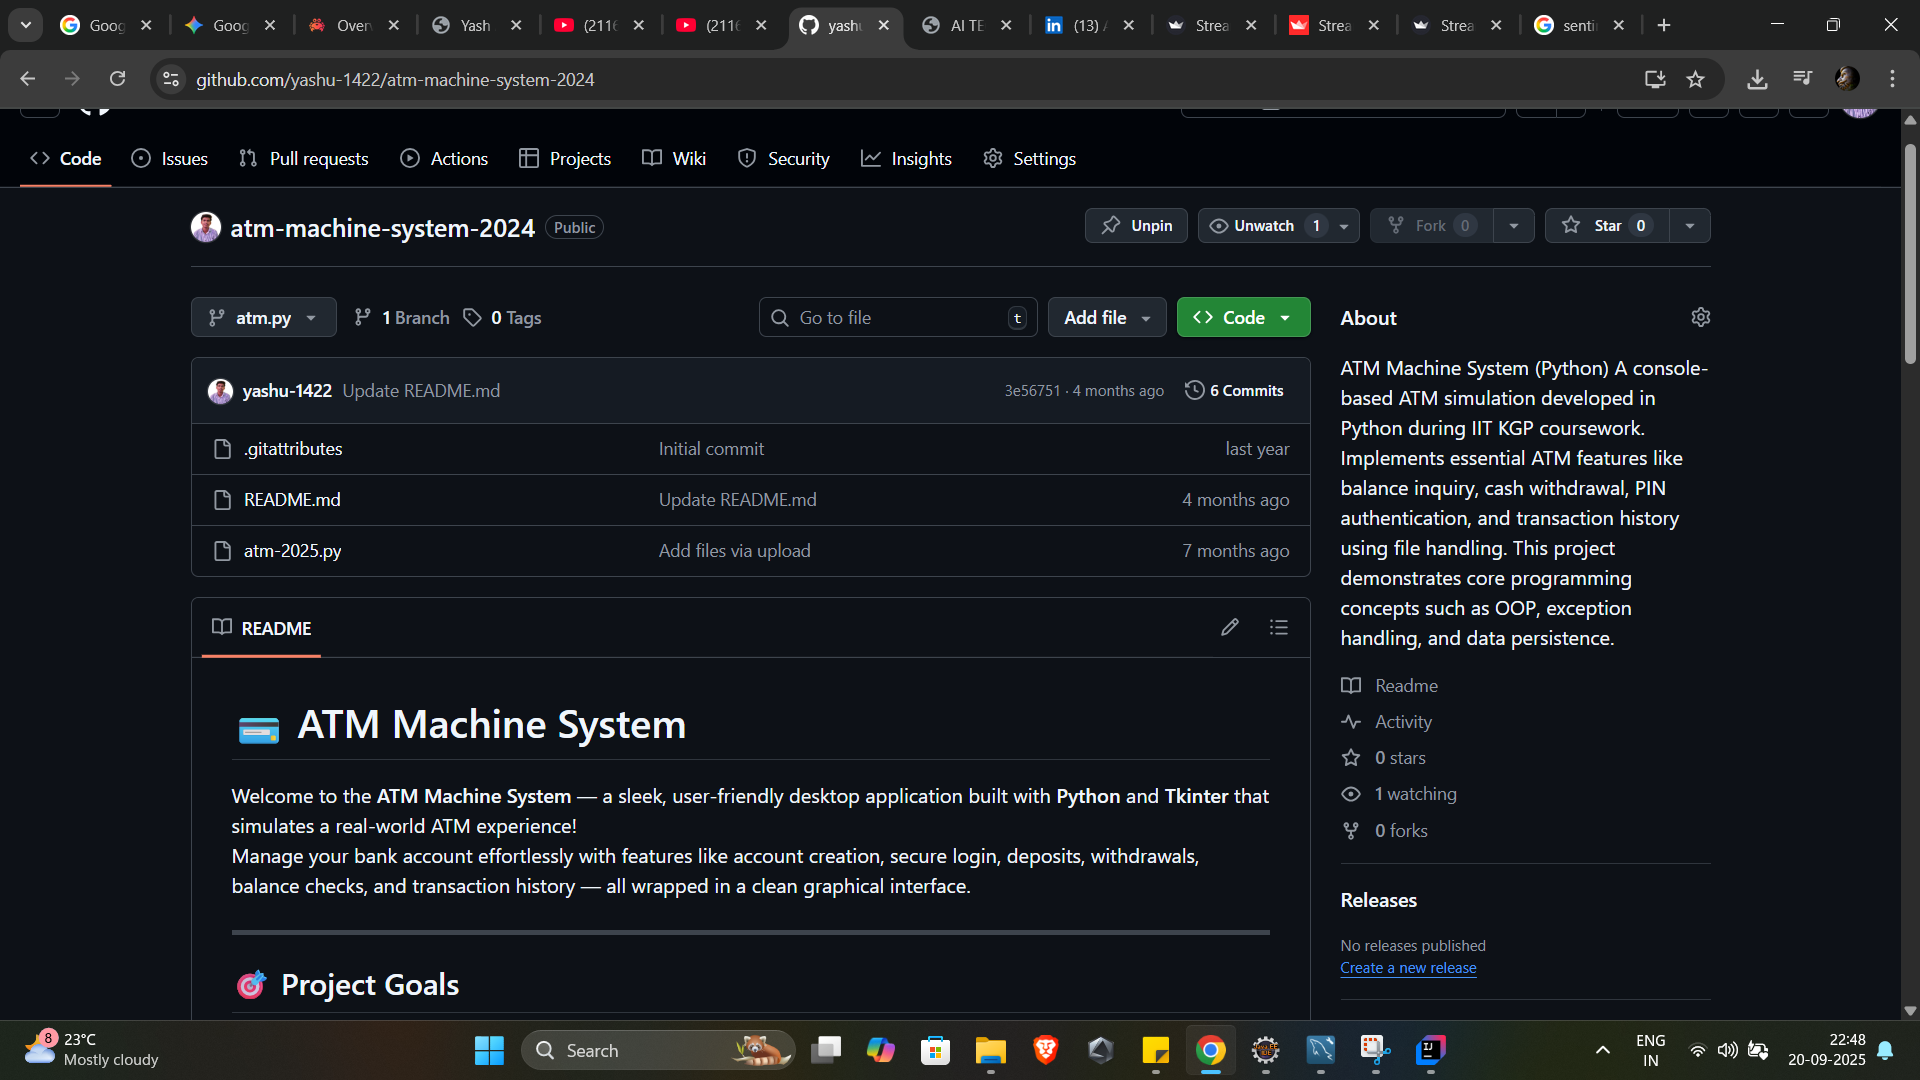 Goog
Goog
Over
Yash
(2116
(2116
yashu
AI TE
(13) /
Strea
Strea
Strea
senti
github.com/yashu-1422/atm-machine-system-2024
Code
Issues
Pull requests
Actions
Projects
Wiki
Security
Insights
Settings
atm-machine-system-2024 Public
Unpin
Unwatch 1
Fork 0
Star 0
atm.py
1 Branch
0 Tags
Go to file t
Add file
Code
yashu-1422 Update README.md 3e56751 · 4 months ago 6 Commits
.gitattributes Initial commit last year
README.md Update README.md 4 months ago
atm-2025.py Add files via upload 7 months ago
README
ATM Machine System
Welcome to the ATM Machine System — a sleek, user-friendly desktop application built with Python and Tkinter that
simulates a real-world ATM experience!
Manage your bank account effortlessly with features like account creation, secure login, deposits, withdrawals,
balance checks, and transaction history — all wrapped in a clean graphical interface.
Project Goals
About
ATM Machine System (Python) A console-
based ATM simulation developed in
Python during IIT KGP coursework.
Implements essential ATM features like
balance inquiry, cash withdrawal, PIN
authentication, and transaction history
using file handling. This project
demonstrates core programming
concepts such as OOP, exception
handling, and data persistence.
Readme
Activity
0 stars
1 watching
0 forks
Releases
No releases published
Create a new release
8
23°C
Mostly cloudy
Search
IJ
ENG
IN
22:48
20-09-2025